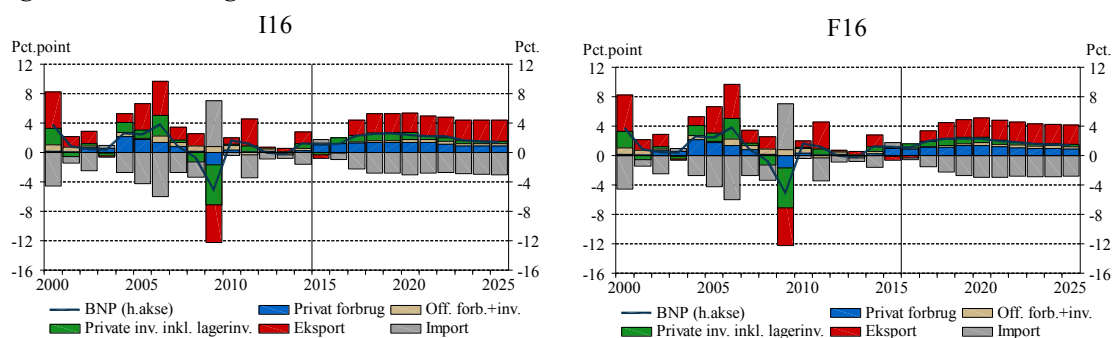 I16
Pct.point Pct.
12 12
8 8
4 4
0 0
-4 -4
-8 -8
-12 -12
-16 -16
2000 2005 2010 2015 2020 2025
BNP (h.akse) Privat forbrug Off. forb.+inv.
Private inv. inkl. lagerinv. Eksport Import
F16
Pct.point Pct.
12 12
8 8
4 4
0 0
-4 -4
-8 -8
-12 -12
-16 -16
2000 2005 2010 2015 2020 2025
BNP (h.akse) Privat forbrug Off. forb.+inv.
Private inv. inkl. lagerinv. Eksport Import